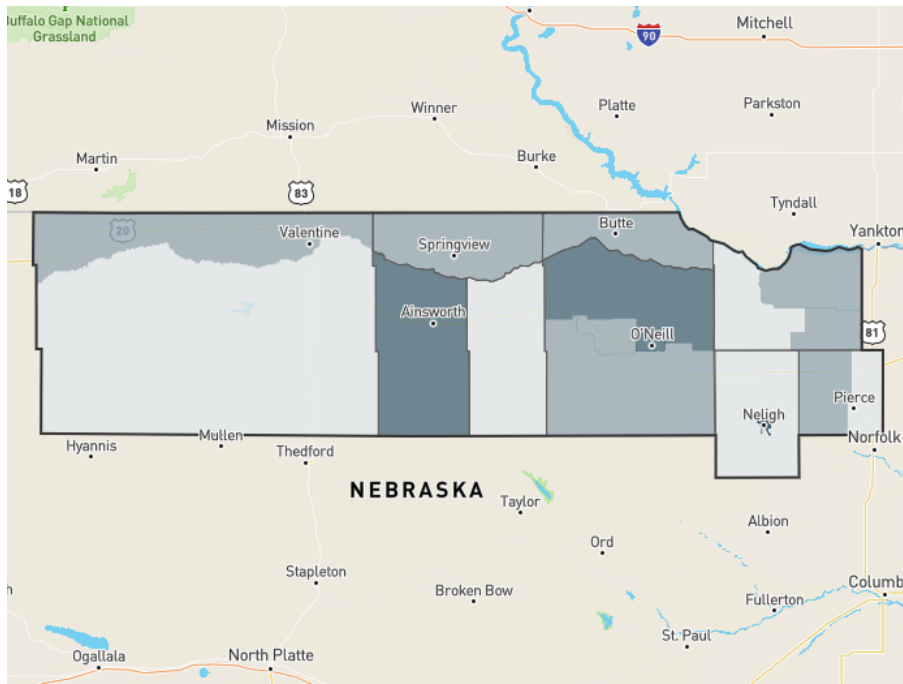 Buffalo Gap National
Grassland
90
Mitchell
Platte
Parkston
Winner
Mission
Martin
Burke
18
83
Tyndall
20
Valentine
Butte
Springview
Yankton
Ainsworth
O'Neill
81
Pierce
Neligh
Hyannis
Mullen
Thedford
Norfolk
NEBRASKA
Taylor
Albion
Ord
Stapleton
Broken Bow
Fullerton
Columb
St. Paul
Ogallala
North Platte
h